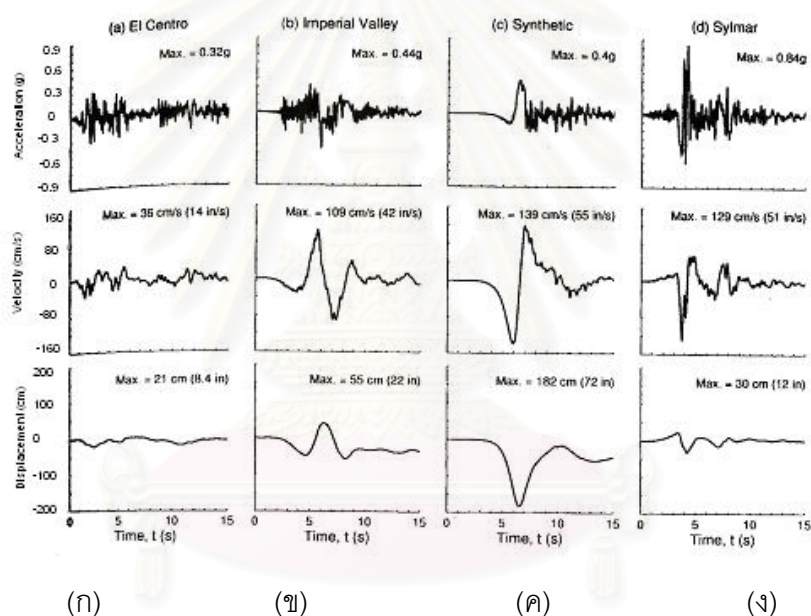 (a) El Centro (b) Imperial Valley (c) Synthetic (d) Sylmar
Max. = 0.32g Max. = 0.44g Max. = 0.4g Max. = 0.84g
Acceleration (g)
0.9
0.6
0.3
0
-0.3
-0.6
-0.9
Max. = 36 cm/s (14 in/s) Max. = 109 cm/s (42 in/s) Max. = 139 cm/s (55 in/s) Max. = 129 cm/s (51 in/s)
Velocity (cm/s)
160
80
0
-80
-160
Max. = 21 cm (8.4 in) Max. = 55 cm (22 in) Max. = 182 cm (72 in) Max. = 30 cm (12 in)
Displacement (cm)
200
100
0
-100
-200
0 5 10 15 0 5 10 15 0 5 10 15 0 5 10 15
Time, t (s) Time, t (s) Time, t (s) Time, t (s)
(ก) (ข) (ค) (ง)